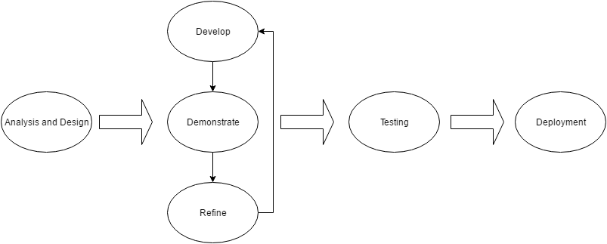 Develop
Analysis and Design
Demonstrate
Testing
Deployment
Refine